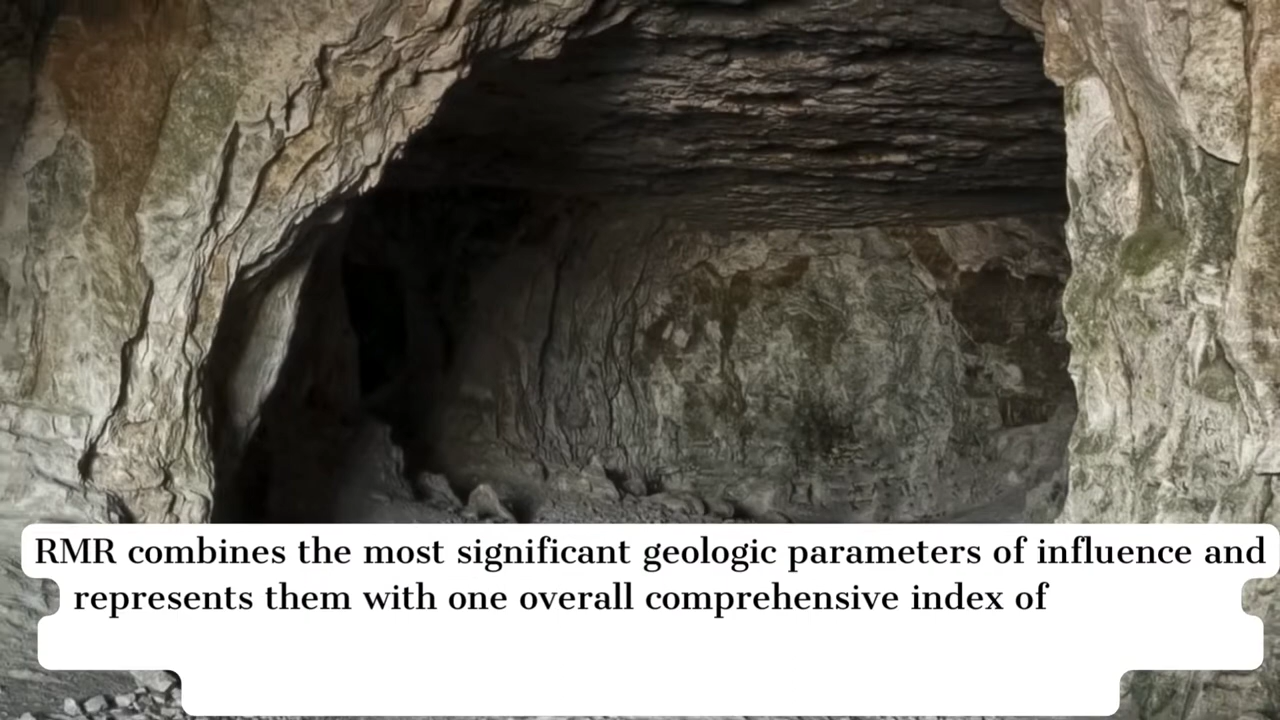 RMR combines the most significant geologic parameters of influence and
represents them with one overall comprehensive index of